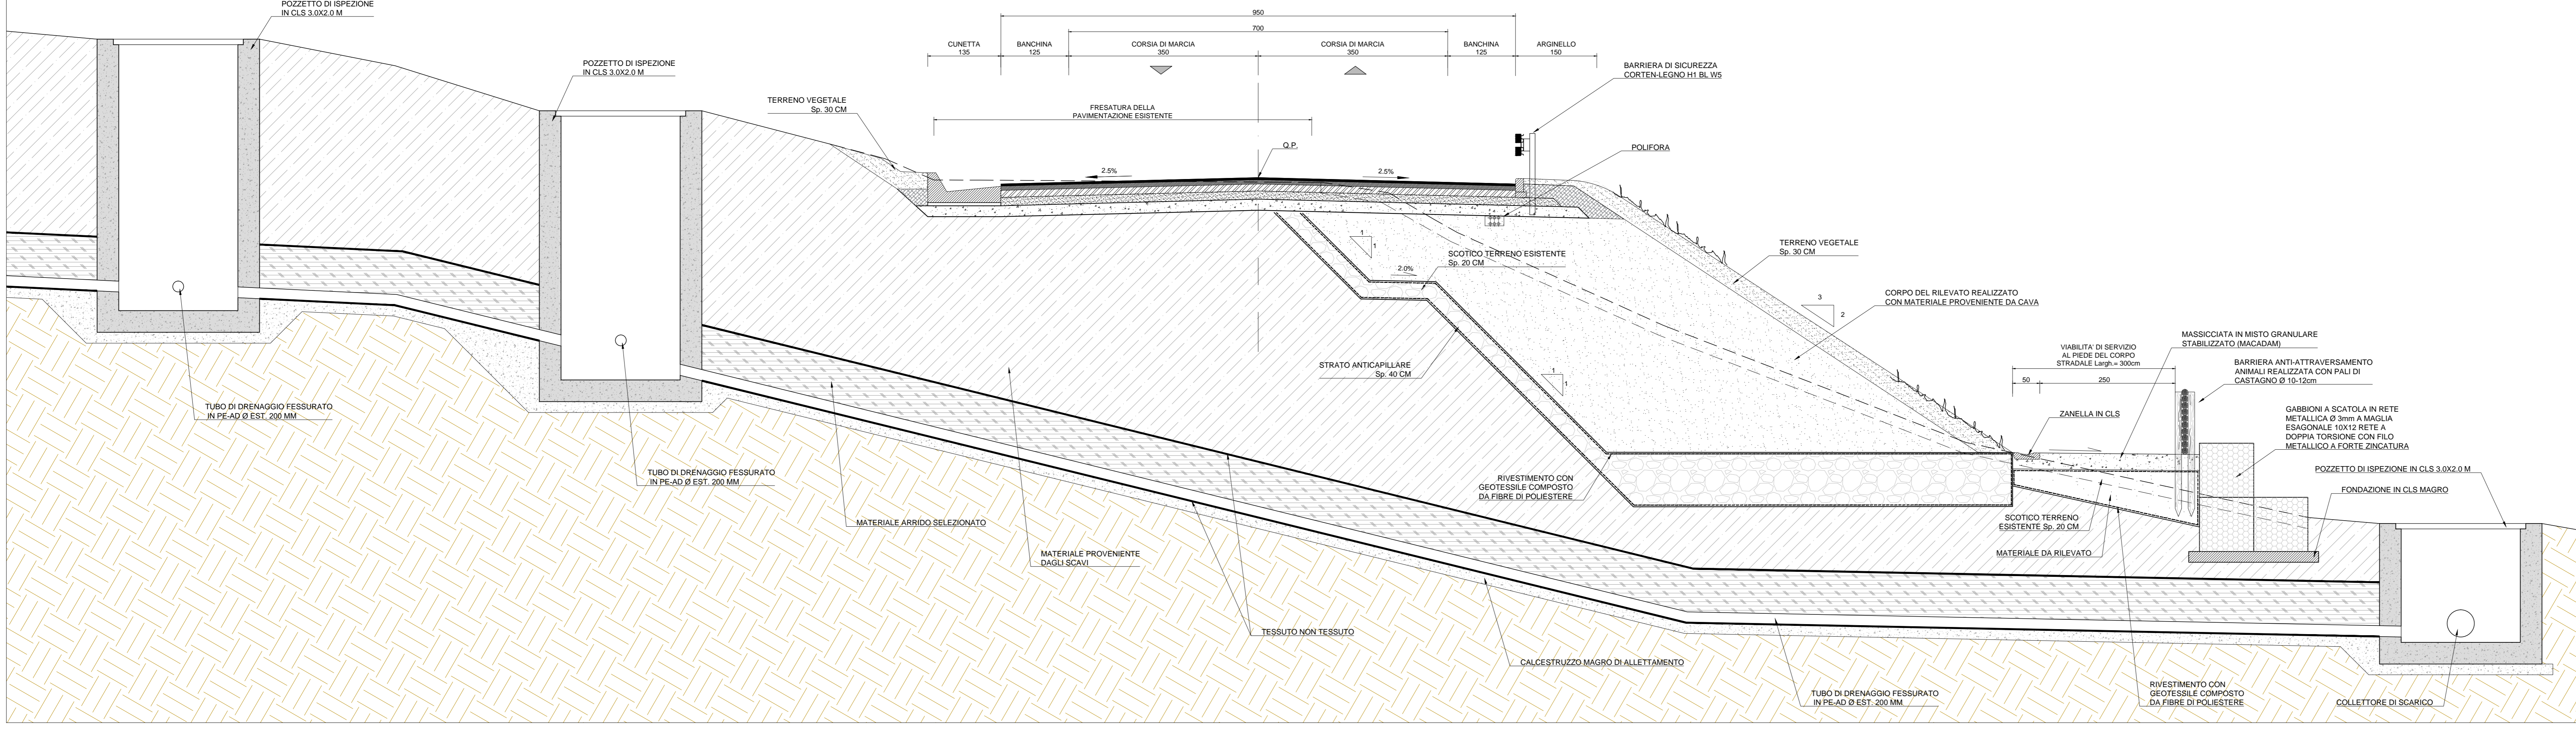 POZZETTO DI ISPEZIONE
IN CLS 3.0X2.0 M
POZZETTO DI ISPEZIONE
IN CLS 3.0X2.0 M
950
700
CUNETTA
135
BANCHINA
125
CORSIA DI MARCIA
350
CORSIA DI MARCIA
350
BANCHINA
125
ARGINELLO
150
BARRIERA DI SICUREZZA
CORTEN-LEGNO H1 BL W5
TERRENO VEGETALE
Sp. 30 CM
FRESATURA DELLA
PAVIMENTAZIONE ESISTENTE
Q.P.
POLIFORA
2.5%
2.5%
1
1
2.0%
SCOTICO TERRENO ESISTENTE
Sp. 20 CM
TERRENO VEGETALE
Sp. 30 CM
CORPO DEL RILEVATO REALIZZATO
CON MATERIALE PROVENIENTE DA CAVA
3
2
STRATO ANTICAPILLARE
Sp. 40 CM
1
1
VIABILITA' DI SERVIZIO
AL PIEDE DEL CORPO
STRADALE Largh.= 300cm
50
250
MASSICCIATA IN MISTO GRANULARE
STABILIZZATO (MACADAM)
BARRIERA ANTI-ATTRAVERSAMENTO
ANIMALI REALIZZATA CON PALI DI
CASTAGNO Ø 10-12cm
ZANELLA IN CLS
GABBIONI A SCATOLA IN RETE
METALLICA Ø 3mm A MAGLIA
ESAGONALE 10X12 RETE A
DOPPIA TORSIONE CON FILO
METALLICO A FORTE ZINCATURA
POZZETTO DI ISPEZIONE IN CLS 3.0X2.0 M
FONDAZIONE IN CLS MAGRO
TUBO DI DRENAGGIO FESSURATO
IN PE-AD Ø EST. 200 MM
TUBO DI DRENAGGIO FESSURATO
IN PE-AD Ø EST. 200 MM
RIVESTIMENTO CON
GEOTESSILE COMPOSTO
DA FIBRE DI POLIESTERE
MATERIALE ARRIDO SELEZIONATO
SCOTICO TERRENO
ESISTENTE Sp. 20 CM
MATERIALE DA RILEVATO
MATERIALE PROVENIENTE
DAGLI SCAVI
TESSUTO NON TESSUTO
CALCESTRUZZO MAGRO DI ALLETTAMENTO
TUBO DI DRENAGGIO FESSURATO
IN PE-AD Ø EST. 200 MM
RIVESTIMENTO CON
GEOTESSILE COMPOSTO
DA FIBRE DI POLIESTERE
COLLETTORE DI SCARICO